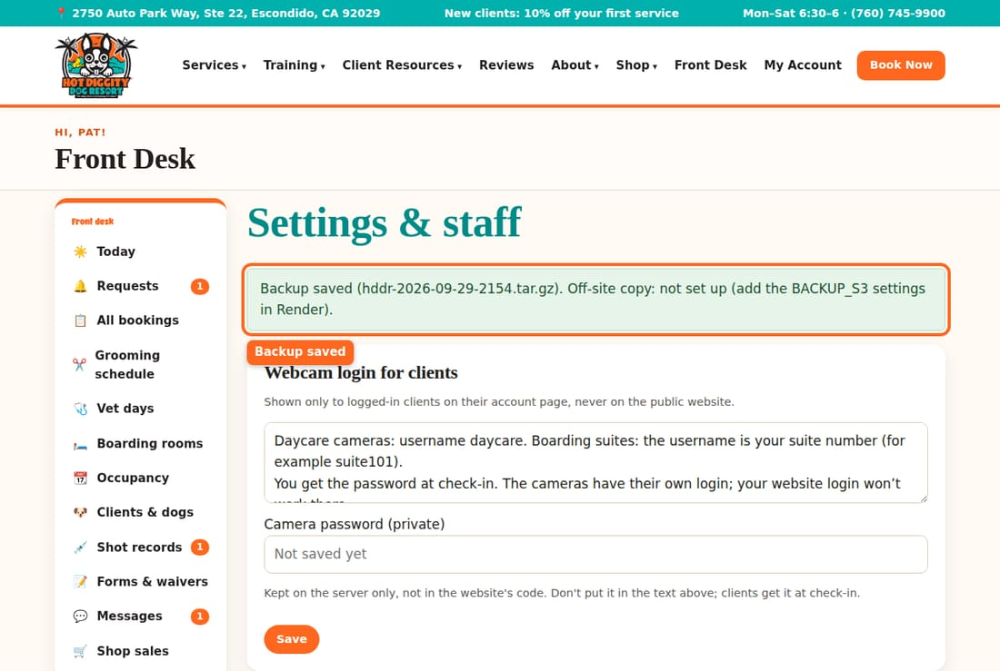 📍 2750 Auto Park Way, Ste 22, Escondido, CA 92029
New clients: 10% off your first service
Mon–Sat 6:30–6 · (760) 745-9900
HOT DIGGITY
DOG RESORT
Services ▾
Training ▾
Client Resources ▾
Reviews
About ▾
Shop ▾
Front Desk
My Account
Book Now
HI, PAT!
Front Desk
Front desk
☀️ Today
🔔 Requests 1
📋 All bookings
✂️ Grooming
schedule
🩺 Vet days
🛏️ Boarding rooms
📆 Occupancy
🐶 Clients & dogs
💉 Shot records 1
📝 Forms & waivers
💬 Messages 1
🛒 Shop sales
Settings & staff
Backup saved (hddr-2026-09-29-2154.tar.gz). Off-site copy: not set up (add the BACKUP_S3 settings
in Render).
Backup saved
Webcam login for clients
Shown only to logged-in clients on their account page, never on the public website.
Daycare cameras: username daycare. Boarding suites: the username is your suite number (for
example suite101).
You get the password at check-in. The cameras have their own login; your website login won’t
work there.
Camera password (private)
Not saved yet
Kept on the server only, not in the website's code. Don't put it in the text above; clients get it at check-in.
Save